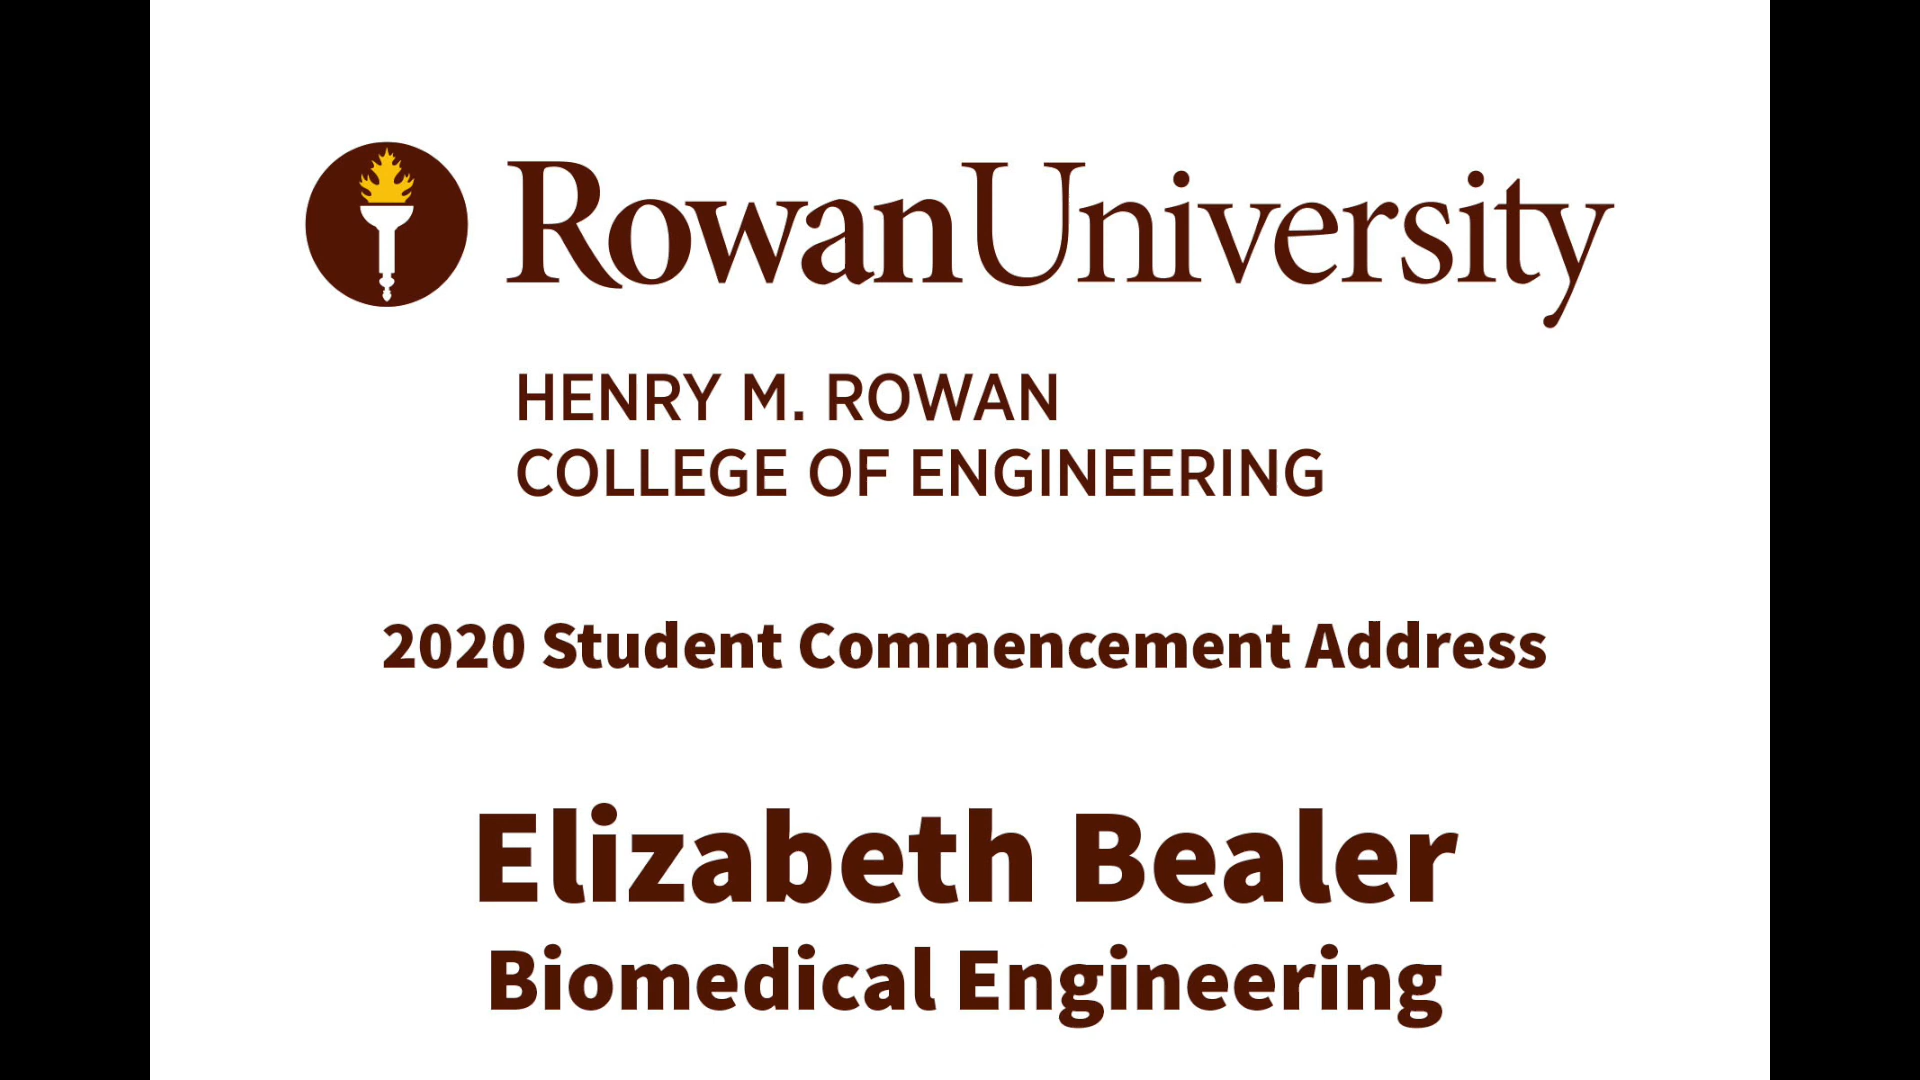 RowanUniversity
HENRY M. ROWAN
COLLEGE OF ENGINEERING
2020 Student Commencement Address
Elizabeth Bealer
Biomedical Engineering